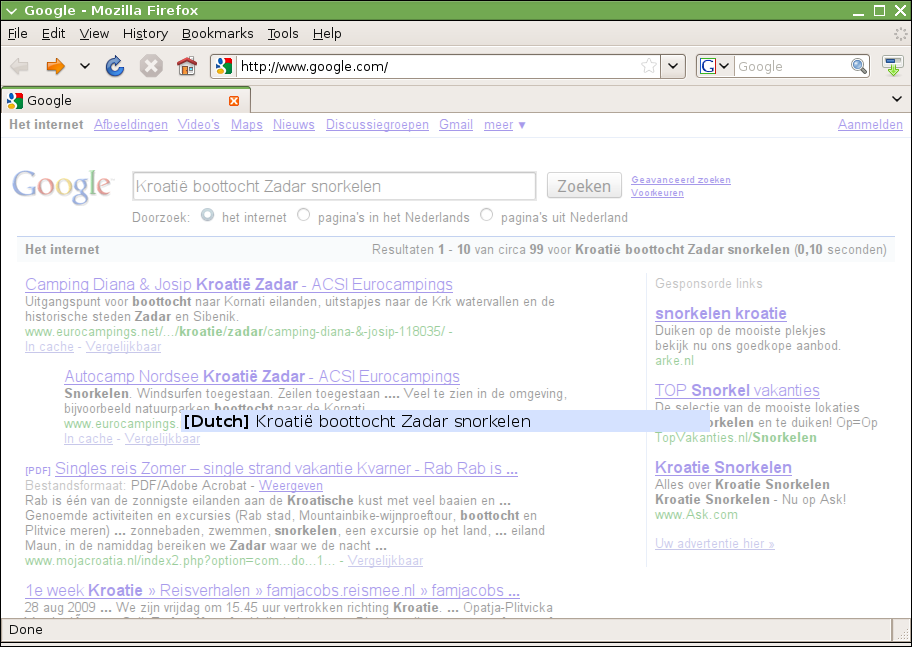 Google - Mozilla Firefox
File Edit View History Bookmarks Tools Help
http://www.google.com/
G Google
Google
Het internet Afbeeldingen Video's Maps Nieuws Discussiegroepen Gmail meer ▼ Aanmelden
Google Kroatië boottocht Zadar snorkelen Zoeken Geavanceerd zoeken
Voorkeuren
Doorzoek: het internet pagina's in het Nederlands pagina's uit Nederland
Het internet Resultaten 1 - 10 van circa 99 voor Kroatië boottocht Zadar snorkelen (0,10 seconden)
Camping Diana & Josip Kroatië Zadar - ACSI Eurocampings
Uitgangspunt voor boottocht naar Kornati eilanden, uitstapjes naar de Krk watervallen en de
historische steden Zadar en Sibenik.
www.eurocampings.net/.../kroatie/zadar/camping-diana-&-josip-118035/ -
In cache - Vergelijkbaar
Autocamp Nordsee Kroatië Zadar - ACSI Eurocampings
Snorkelen. Windsurfen toegestaan. Zeilen toegestaan .... Veel te zien in de omgeving,
bijvoorbeeld natuurparken boottocht naar de Kornati.
www.eurocampings.
[Dutch] Kroatië boottocht Zadar snorkelen
In cache - Vergelijkbaar
[PDF] Singles reis Zomer – single strand vakantie Kvarner - Rab Rab is ...
Bestandsformaat: PDF/Adobe Acrobat - Weergeven
Rab is één van de zonnigste eilanden aan de Kroatische kust met veel baaien en ...
Genoemde activiteiten en excursies (Rab stad, Mountainbike-wijnproeftour, boottocht en
Plitvice meren) ... zonnebaden, zwemmen, snorkelen, een excursie op het land, ... eiland
Maun, in de namiddag bereiken we Zadar waar we de nacht ...
www.mojacroatia.nl/index2.php?option=com...do...1... - Vergelijkbaar
1e week Kroatie » Reisverhalen » famjacobs.reismee.nl » famjacobs ...
28 aug 2009 ... We zijn vrijdag om 15.45 uur vertrokken richting Kroatie. ... Opatja-Plitvicka
Gesponsorde links
snorkelen kroatie
Duiken op de mooiste plekjes
bekijk nu ons goedkope aanbod.
arke.nl
TOP Snorkel vakanties
De selectie van de mooiste lokaties
orkelen en te duiken! Op=Op
TopVakanties.nl/Snorkelen
Kroatie Snorkelen
Alles over Kroatie Snorkelen
Kroatie Snorkelen - Nu op Ask!
www.Ask.com
Uw advertentie hier »
Done